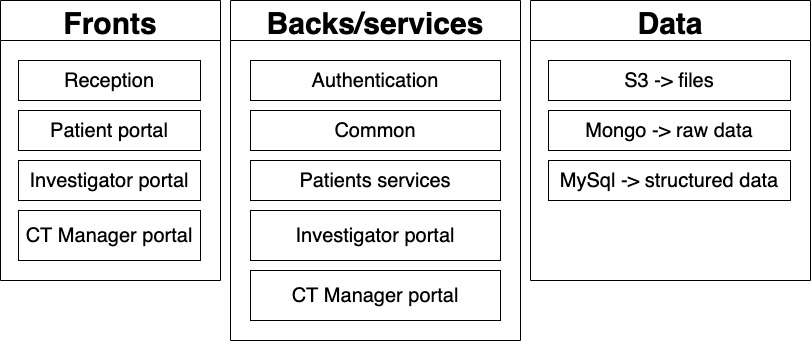 Fronts
Reception
Patient portal
Investigator portal
CT Manager portal
Backs/services
Authentication
Common
Patients services
Investigator portal
CT Manager portal
Data
S3 -> files
Mongo -> raw data
MySql -> structured data